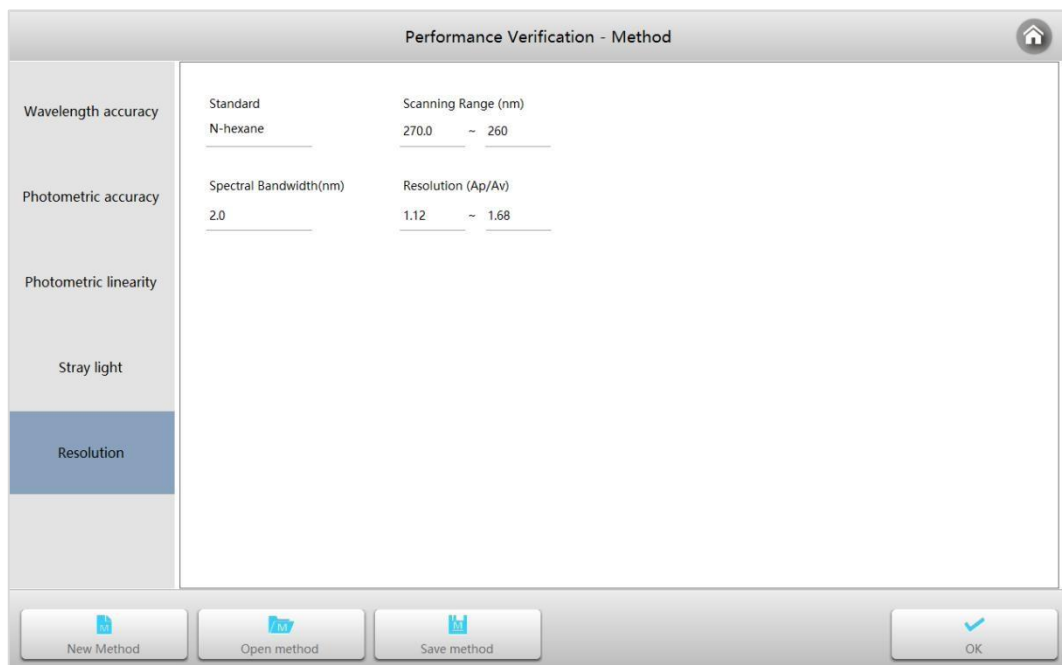 Performance Verification - Method
Wavelength accuracy
Photometric accuracy
Photometric linearity
Stray light
Resolution
Standard
N-hexane
Scanning Range (nm)
270.0 ~ 260
Spectral Bandwidth(nm)
2.0
Resolution (Ap/Av)
1.12 ~ 1.68
M
New Method
M
Open method
M
Save method
OK